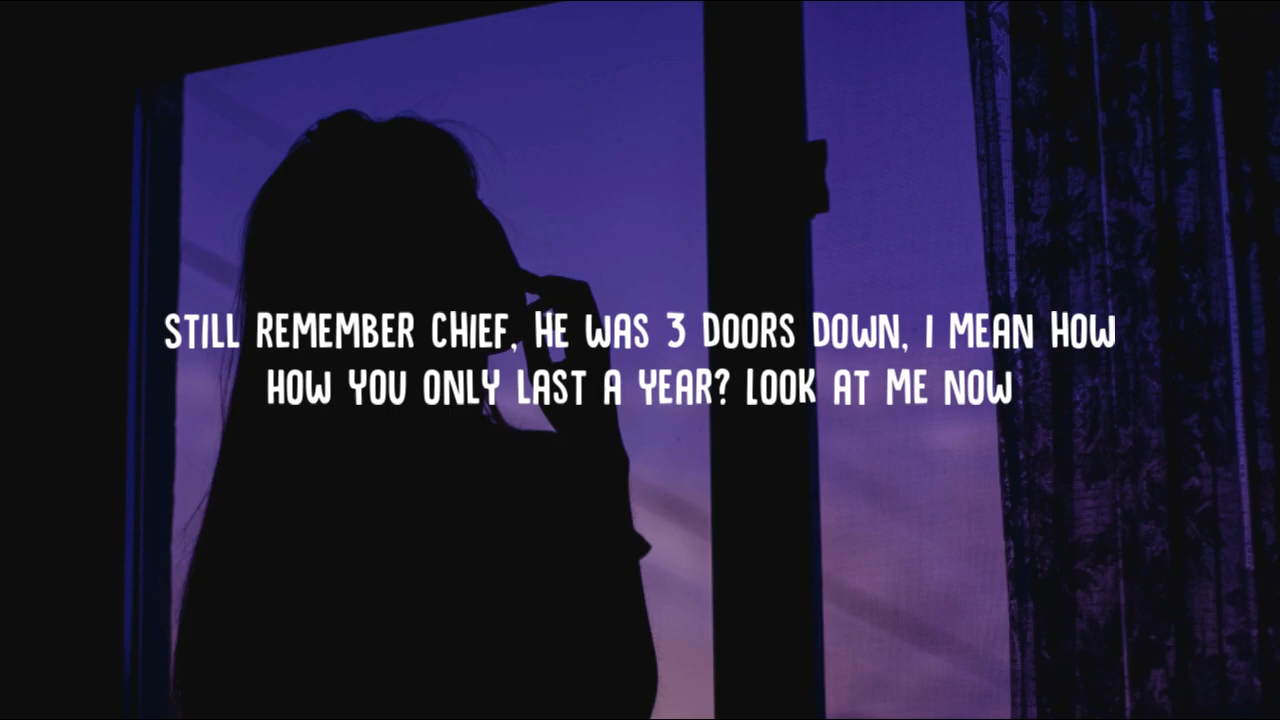 STILL REMEMBER CHIEF, HE WAS 3 DOORS DOWN, I MEAN HOW
HOW YOU ONLY LAST A YEAR? LOOK AT ME NOW